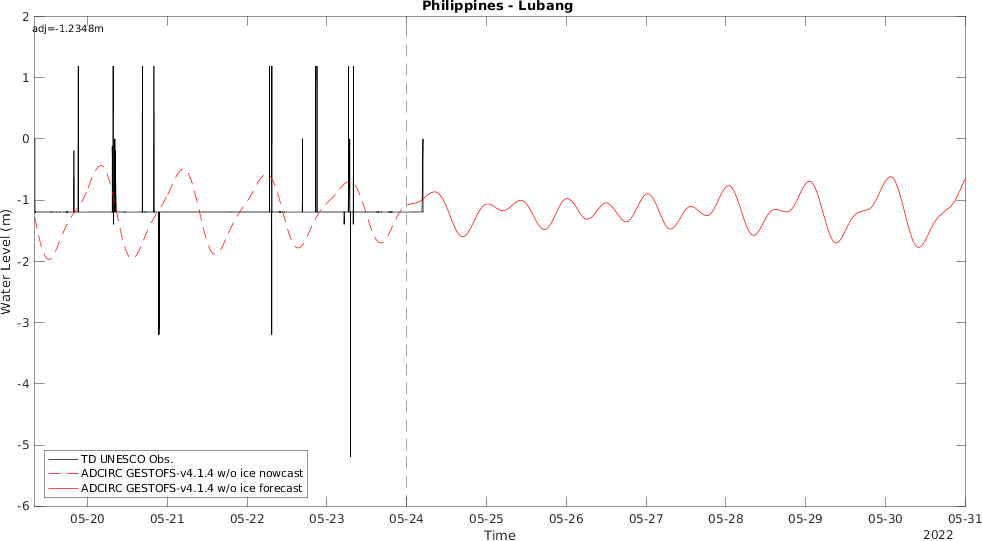 Philippines - Lubang
adj=-1.2348m
2
1
0
-1
-2
-3
-4
-5
-6
Water Level (m)
TD UNESCO Obs.
ADCIRC GESTOFS-v4.1.4 w/o ice nowcast
ADCIRC GESTOFS-v4.1.4 w/o ice forecast
05-20 05-21 05-22 05-23 05-24 05-25 05-26 05-27 05-28 05-29 05-30 05-31
Time
2022